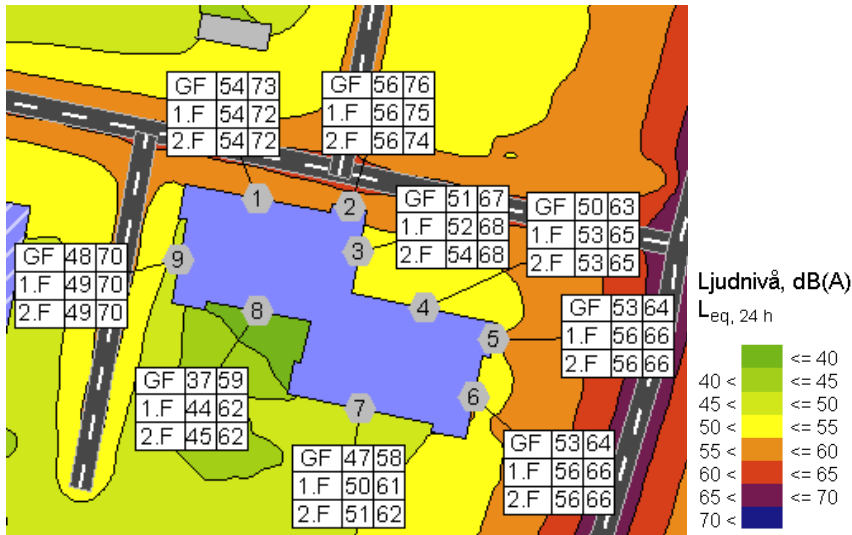 GF 54 73
1.F 54 72
2.F 54 72
GF 56 76
1.F 56 75
2.F 56 74
1
2
GF 51 67
1.F 52 68
2.F 54 68
GF 50 63
1.F 53 65
2.F 53 65
3
9
GF 48 70
1.F 49 70
2.F 49 70
8
4
5
GF 53 64
1.F 56 66
2.F 56 66
GF 37 59
1.F 44 62
2.F 45 62
7
6
GF 47 58
1.F 50 61
2.F 51 62
GF 53 64
1.F 56 66
2.F 56 66
Ljudnivå, dB(A)
Leq, 24 h
<= 40
40 < <= 45
45 < <= 50
50 < <= 55
55 < <= 60
60 < <= 65
65 < <= 70
70 <